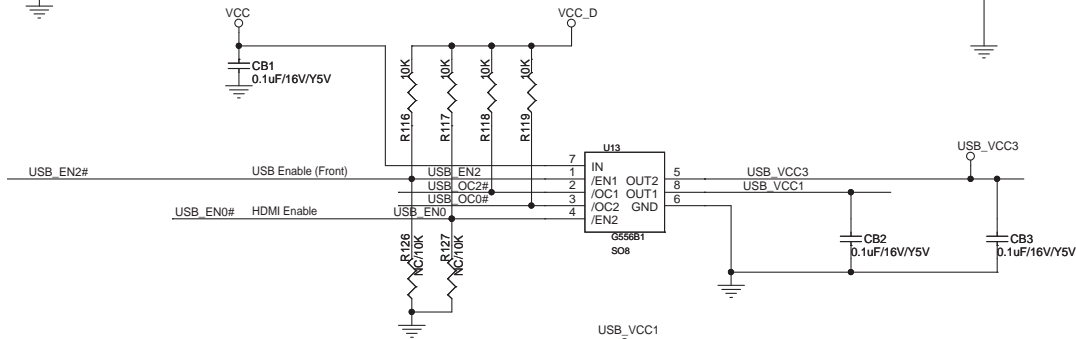 VCC
VCC_D
CB1
0.1uF/16V/Y5V
10K
10K
10K
10K
R116
R117
R118
R119
U13
USB_EN2#
USB Enable (Front)
USB_EN2
USB_OC2#
USB_OC0#
USB_EN0#
HDMI Enable
USB_EN0
7
1
2
3
4
IN
/EN1 OUT2
/OC1 OUT1
/OC2 GND
/EN2
5
8
6
G556B1
SO8
USB_VCC3
USB_VCC1
USB_VCC3
R126
NC/10K
R127
NC/10K
CB2
0.1uF/16V/Y5V
CB3
0.1uF/16V/Y5V
USB_VCC1